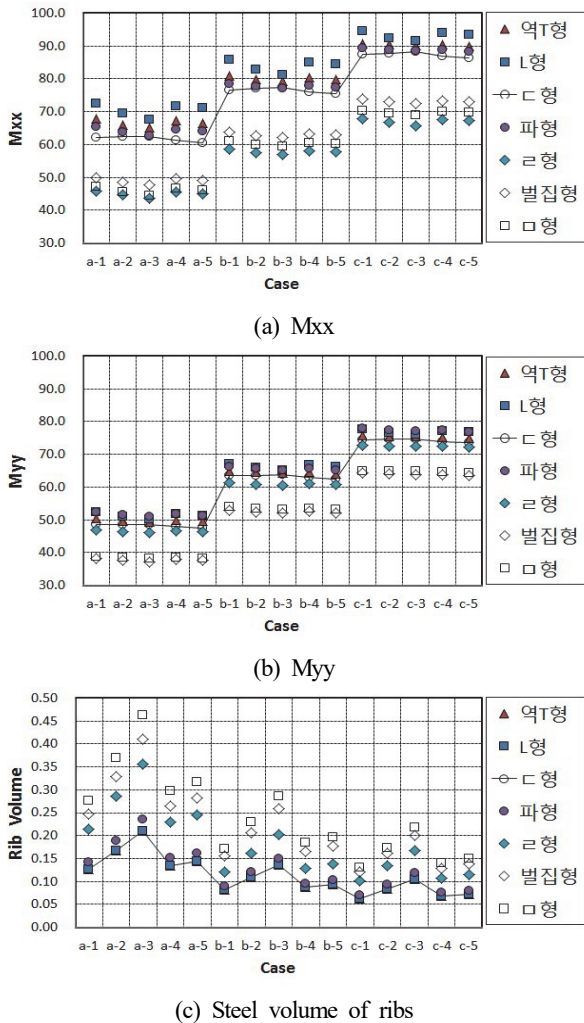 100.0
90.0
80.0
70.0
60.0
50.0
40.0
30.0
Mxx
a-1 a-2 a-3 a-4 a-5 b-1 b-2 b-3 b-4 b-5 c-1 c-2 c-3 c-4 c-5
Case
역T형
L형
ㄷ형
파형
ㄹ형
벌집형
ㅁ형
(a) Mxx
100.0
90.0
80.0
70.0
60.0
50.0
40.0
30.0
Myy
a-1 a-2 a-3 a-4 a-5 b-1 b-2 b-3 b-4 b-5 c-1 c-2 c-3 c-4 c-5
Case
역T형
L형
ㄷ형
파형
ㄹ형
벌집형
ㅁ형
(b) Myy
0.50
0.45
0.40
0.35
0.30
0.25
0.20
0.15
0.10
0.05
0.00
Rib Volume
a-1 a-2 a-3 a-4 a-5 b-1 b-2 b-3 b-4 b-5 c-1 c-2 c-3 c-4 c-5
Case
역T형
L형
ㄷ형
파형
ㄹ형
벌집형
ㅁ형
(c) Steel volume of ribs